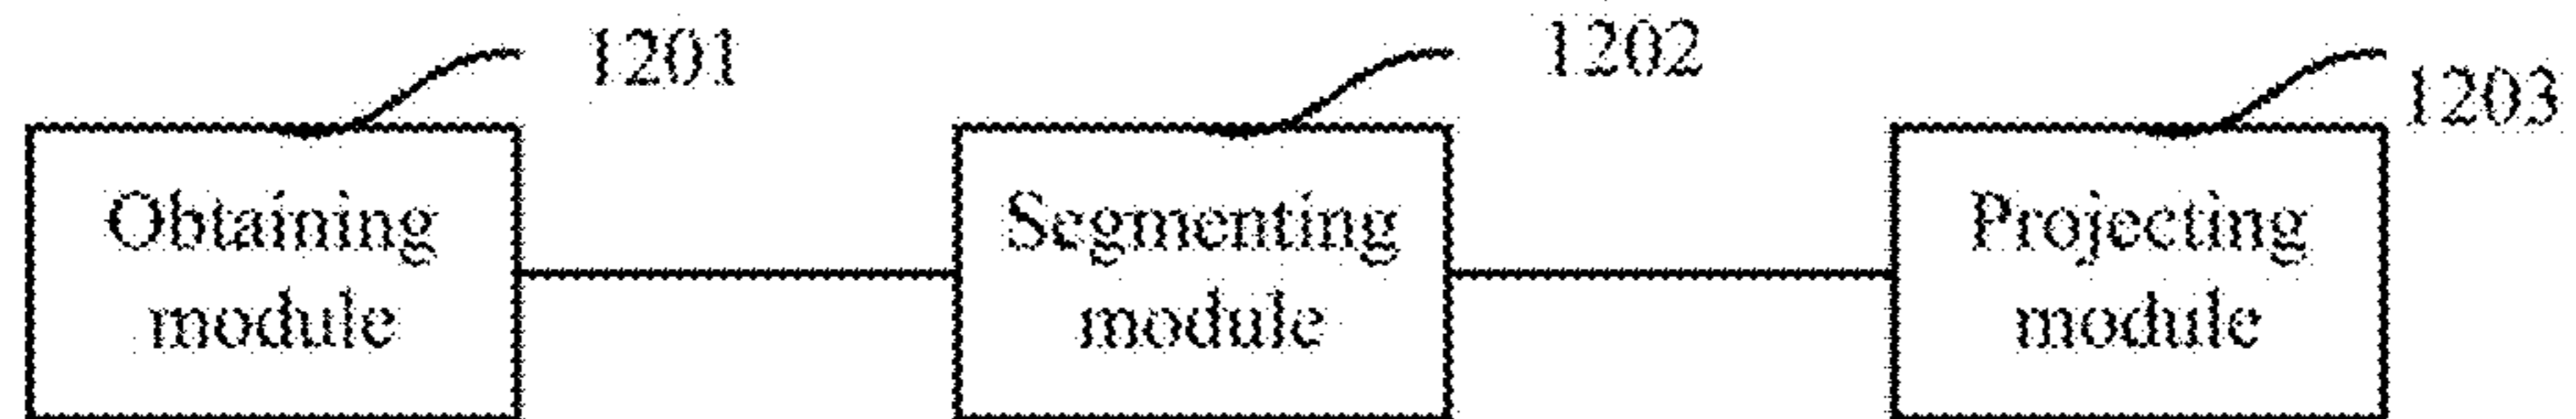 1201
1202
1203
Obtaining
module
Segmenting
module
Projecting
module